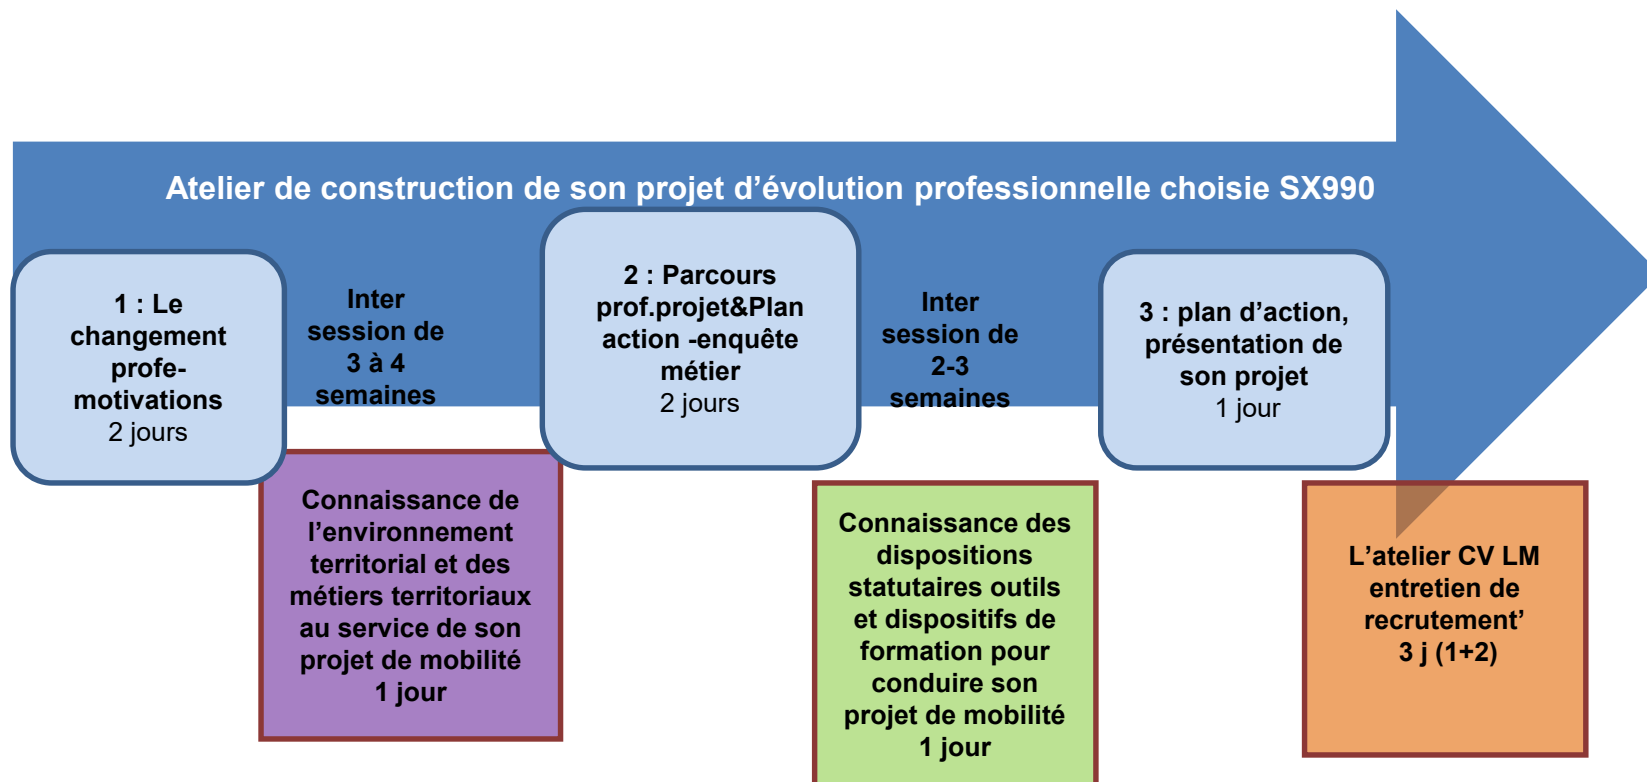 Atelier de construction de son projet d’évolution professionnelle choisie SX990
1 : Le
changement
profe-
motivations
2 jours
Inter
session de
3 à 4
semaines
2 : Parcours
prof.projet&Plan
action -enquête
métier
2 jours
Inter
session de
2-3
semaines
3 : plan d’action,
présentation de
son projet
1 jour
Connaissance de
l’environnement
territorial et des
métiers territoriaux
au service de son
projet de mobilité
1 jour
Connaissance des
dispositions
statutaires outils
et dispositifs de
formation pour
conduire son
projet de mobilité
1 jour
L’atelier CV LM
entretien de
recrutement’
3 j (1+2)